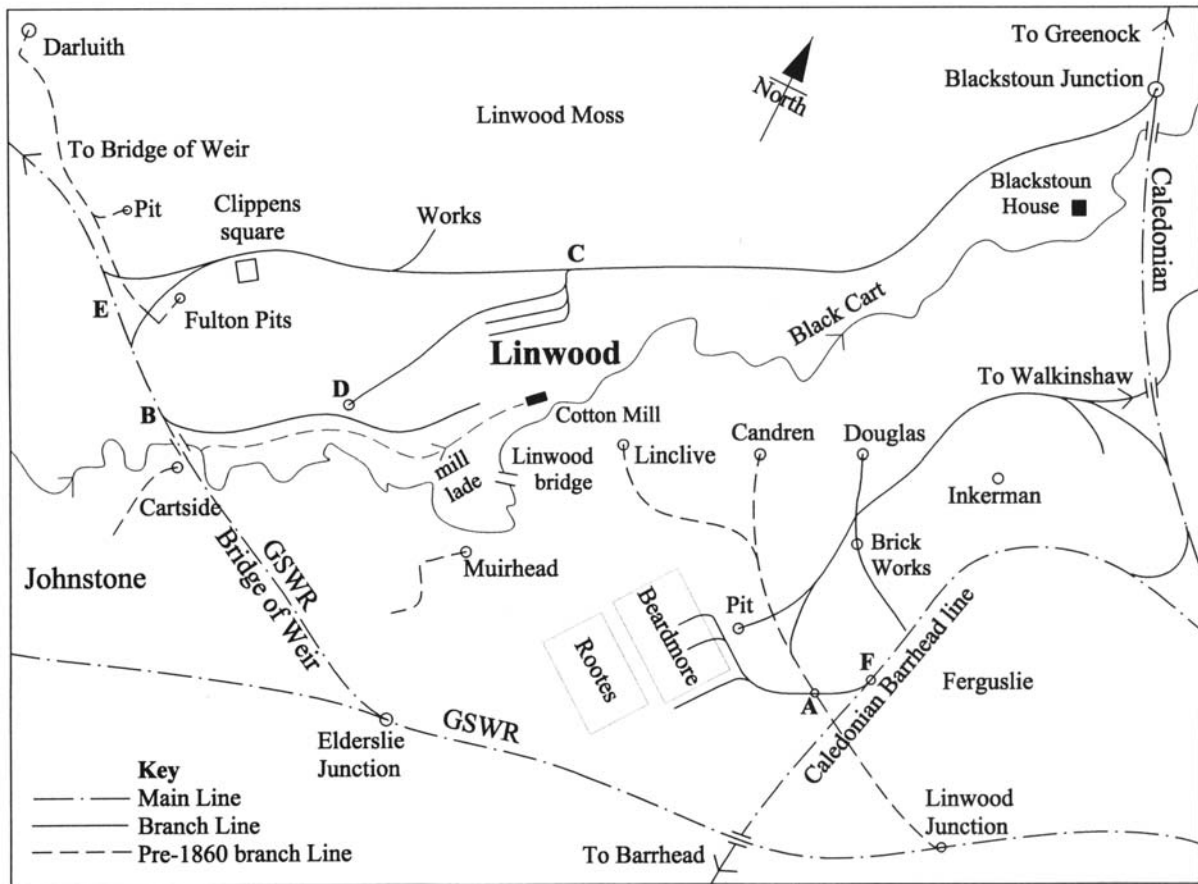 Darluith
To Greenock
Blackstoun Junction
North
Linwood Moss
To Bridge of Weir
Caledonian
Blackstoun
House
Pit
Clippens
square
Works
C
E
Fulton Pits
Black Cart
Linwood
To Walkinshaw
D
B
Cotton Mill
Candren
Douglas
mill
lade
Linwood
bridge
Linclive
Inkerman
Cartside
GSWR
Bridge of Weir
Muirhead
Brick
Works
Johnstone
Beardmore
Pit
Rootes
F
A
Caledonian Barrhead line
Ferguslie
GSWR
Elderslie
Junction
Linwood
Junction
Key
Main Line
Branch Line
Pre-1860 branch Line
To Barrhead